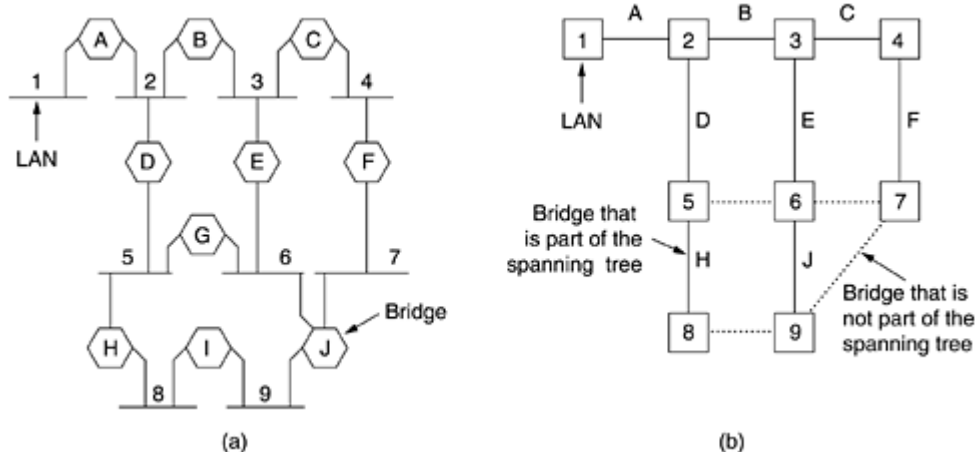 A B C
1 2 3 4
LAN
D E F
G
5 6 7
Bridge
H I J
8 9
(a)
A B C
1 2 3 4
LAN
D E F
5 6 7
Bridge that
is part of the
spanning tree
H J
Bridge that is
not part of the
spanning tree
8 9
(b)